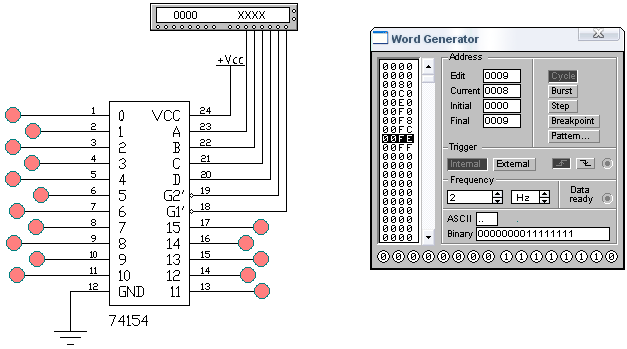 0000 XXXX
+Vcc
1 0 VCC 24
2 1 A 23
3 2 B 22
4 3 C 21
5 4 D 20
6 5 G2' 19
7 6 G1' 18
8 7 15 17
9 8 14 16
10 9 13 15
11 10 12 14
12 GND 11 13
74154
Word Generator
0000
0000
0080
00C0
00E0
00F0
00F8
00FC
00FE
00FF
0000
0000
0000
0000
0000
0000
0000
0000
0000
0000
Address
Edit 0009
Current 0008
Initial 0000
Final 0009
Cycle
Burst
Step
Breakpoint
Pattern...
Trigger
Internal External
Frequency
2 Hz
Data
ready
ASCII .. .
Binary 0000000011111111
0 0 0 0 0 0 0 0 1 1 1 1 1 1 1 0